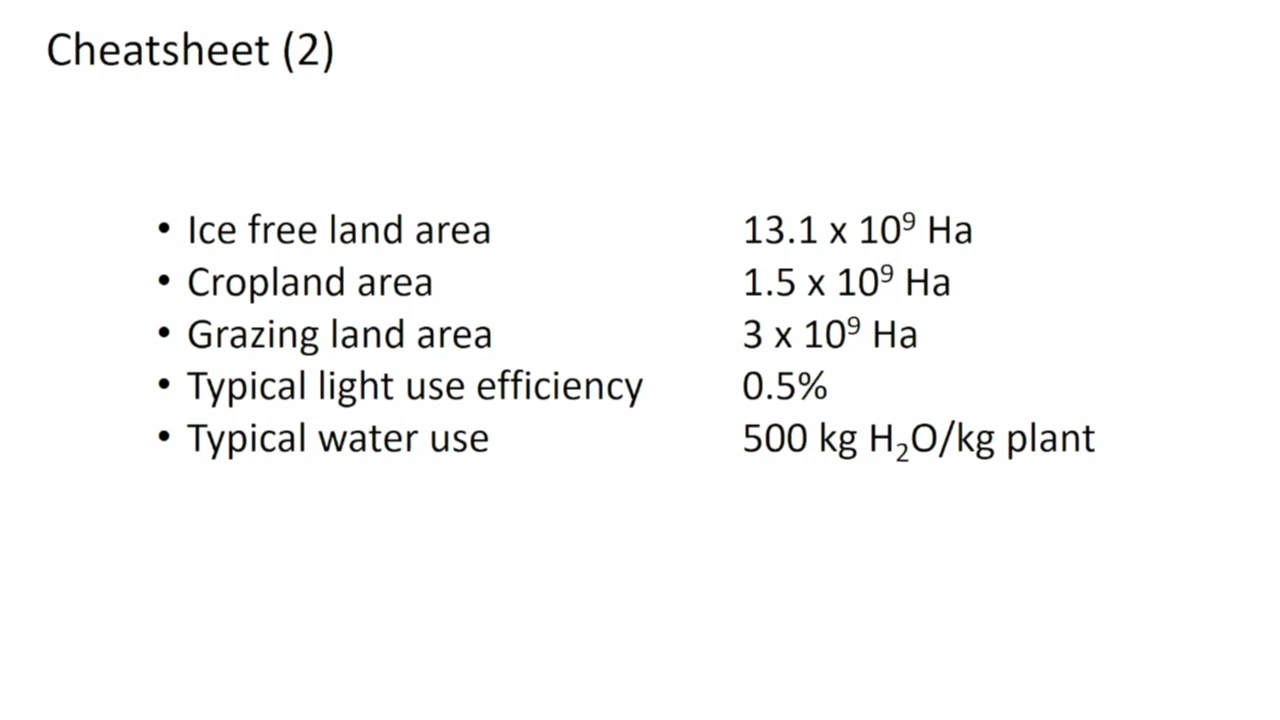 Cheatsheet (2)
• Ice free land area 13.1 x 10⁹ Ha
• Cropland area 1.5 x 10⁹ Ha
• Grazing land area 3 x 10⁹ Ha
• Typical light use efficiency 0.5%
• Typical water use 500 kg H₂O/kg plant